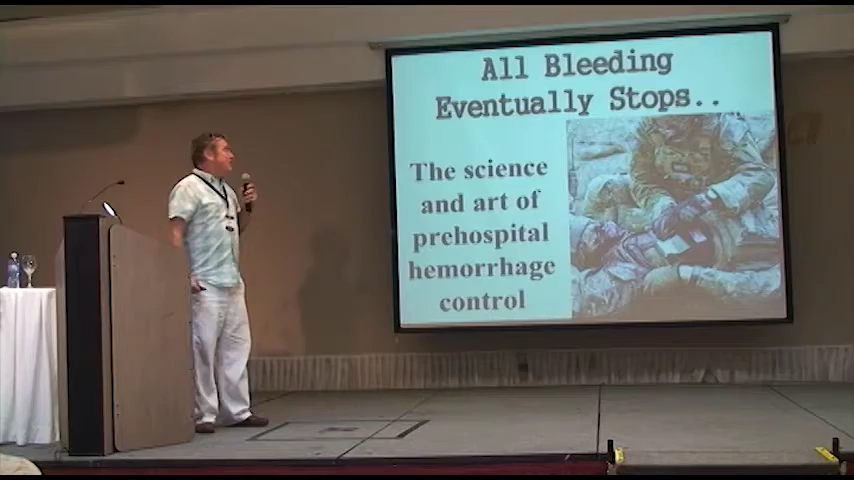 All Bleeding
Eventually Stops..
The science
and art of
prehospital
hemorrhage
control